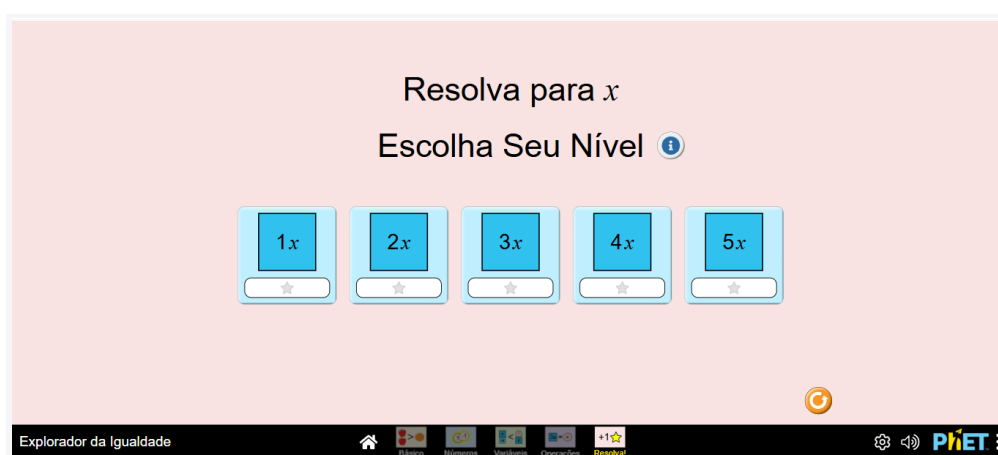 Resolva para x
Escolha Seu Nível
1x 2x 3x 4x 5x
Explorador da Igualdade
+1
Básico Números Variáveis Operações Resolva!
PhET